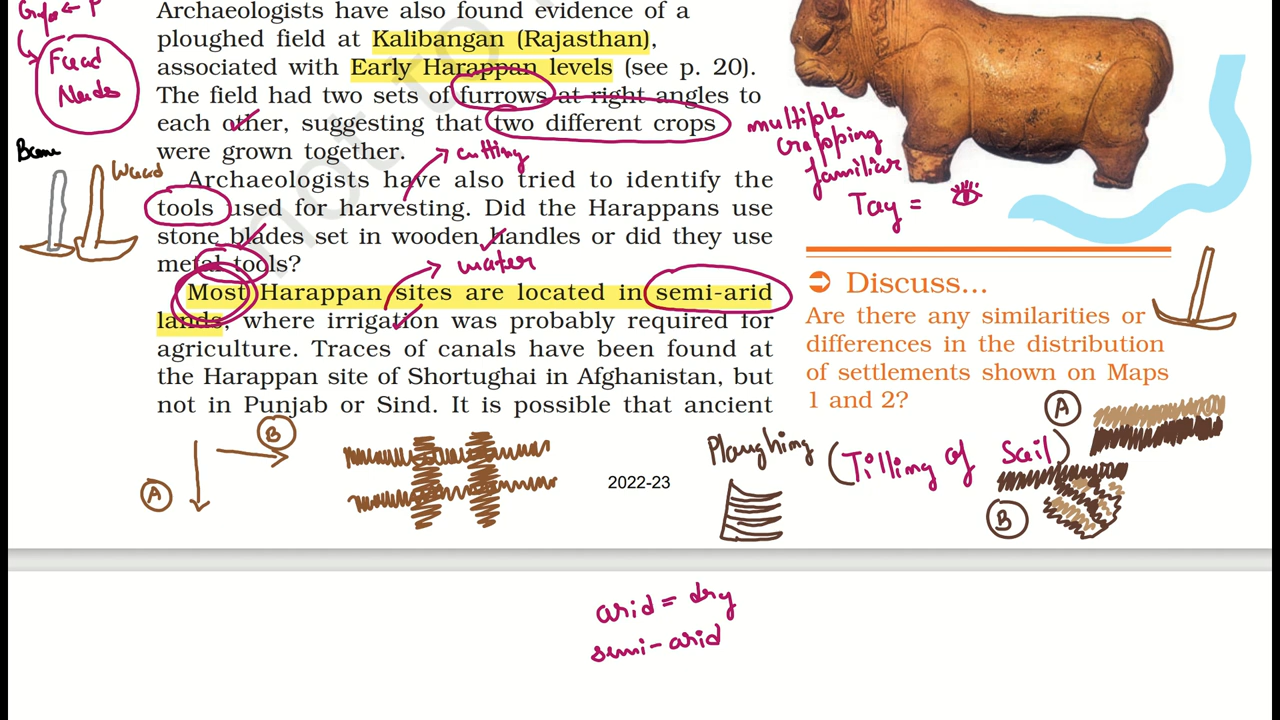 Food
Needs
Archaeologists have also found evidence of a
ploughed field at Kalibangan (Rajasthan),
associated with Early Harappan levels (see p. 20).
The field had two sets of furrows at right angles to
each other, suggesting that two different crops
were grown together.
Archaeologists have also tried to identify the
tools used for harvesting. Did the Harappans use
stone blades set in wooden handles or did they use
metal tools?
Most Harappan sites are located in semi-arid
lands, where irrigation was probably required for
agriculture. Traces of canals have been found at
the Harappan site of Shortughai in Afghanistan, but
not in Punjab or Sind. It is possible that ancient
Wood
cutting
water
multiple
cropping
familiar
Toy =
Discuss...
Are there any similarities or
differences in the distribution
of settlements shown on Maps
1 and 2?
A
B
2022-23
Ploughing (Tilling of Soil)
A
B
arid = dry
semi-arid